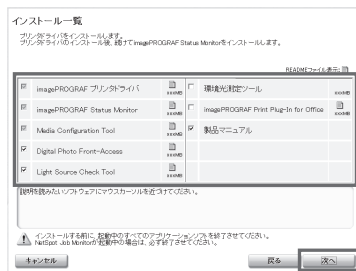 インストール一覧
プリンタドライバをインストールします。
プリンタドライバのインストール後、続けてimagePROGRAF Status Monitorをインストールします。
READMEファイル表示:
imagePROGRAF プリンタドライバ
xxxMB
環境光測定ツール
xxxMB
imagePROGRAF Status Monitor
xxxMB
imagePROGRAF Print Plug-In for Office
xxxMB
Media Configuration Tool
xxxMB
製品マニュアル
xxxMB
Digital Photo Front-Access
xxxMB
Light Source Check Tool
xxxMB
説明を読みたいソフトウェアにマウスカーソルを近づけてください。
インストールする前に、起動中のすべてのアプリケーションソフトを終了させてください。
NetSpot Job Monitorが起動中の場合は、必ず終了させてください。
キャンセル
戻る
次へ